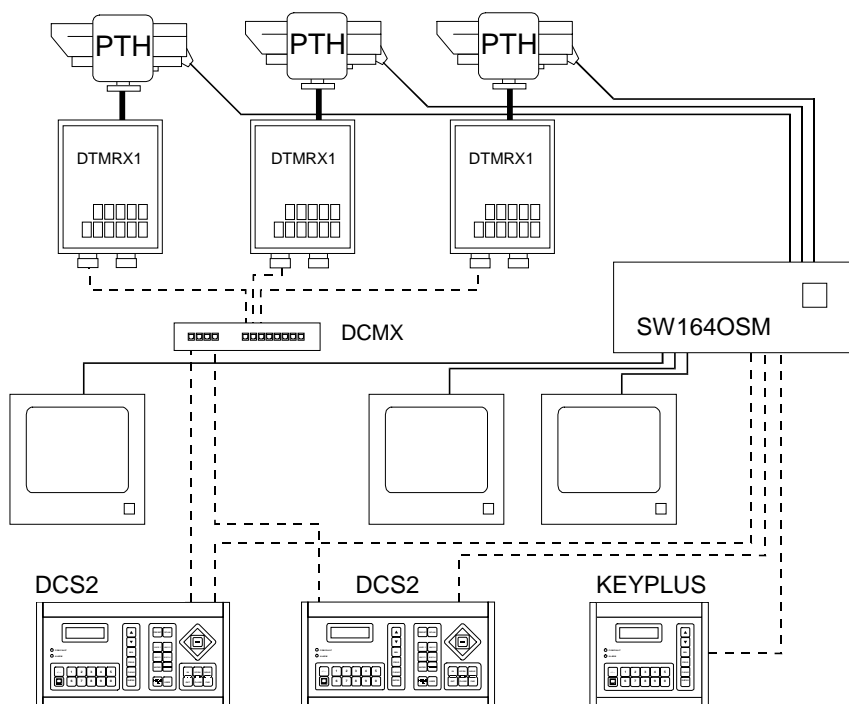 PTH
PTH
PTH
DTMRX1
DTMRX1
DTMRX1
SW164OSM
DCMX
DCS2
DCS2
KEYPLUS